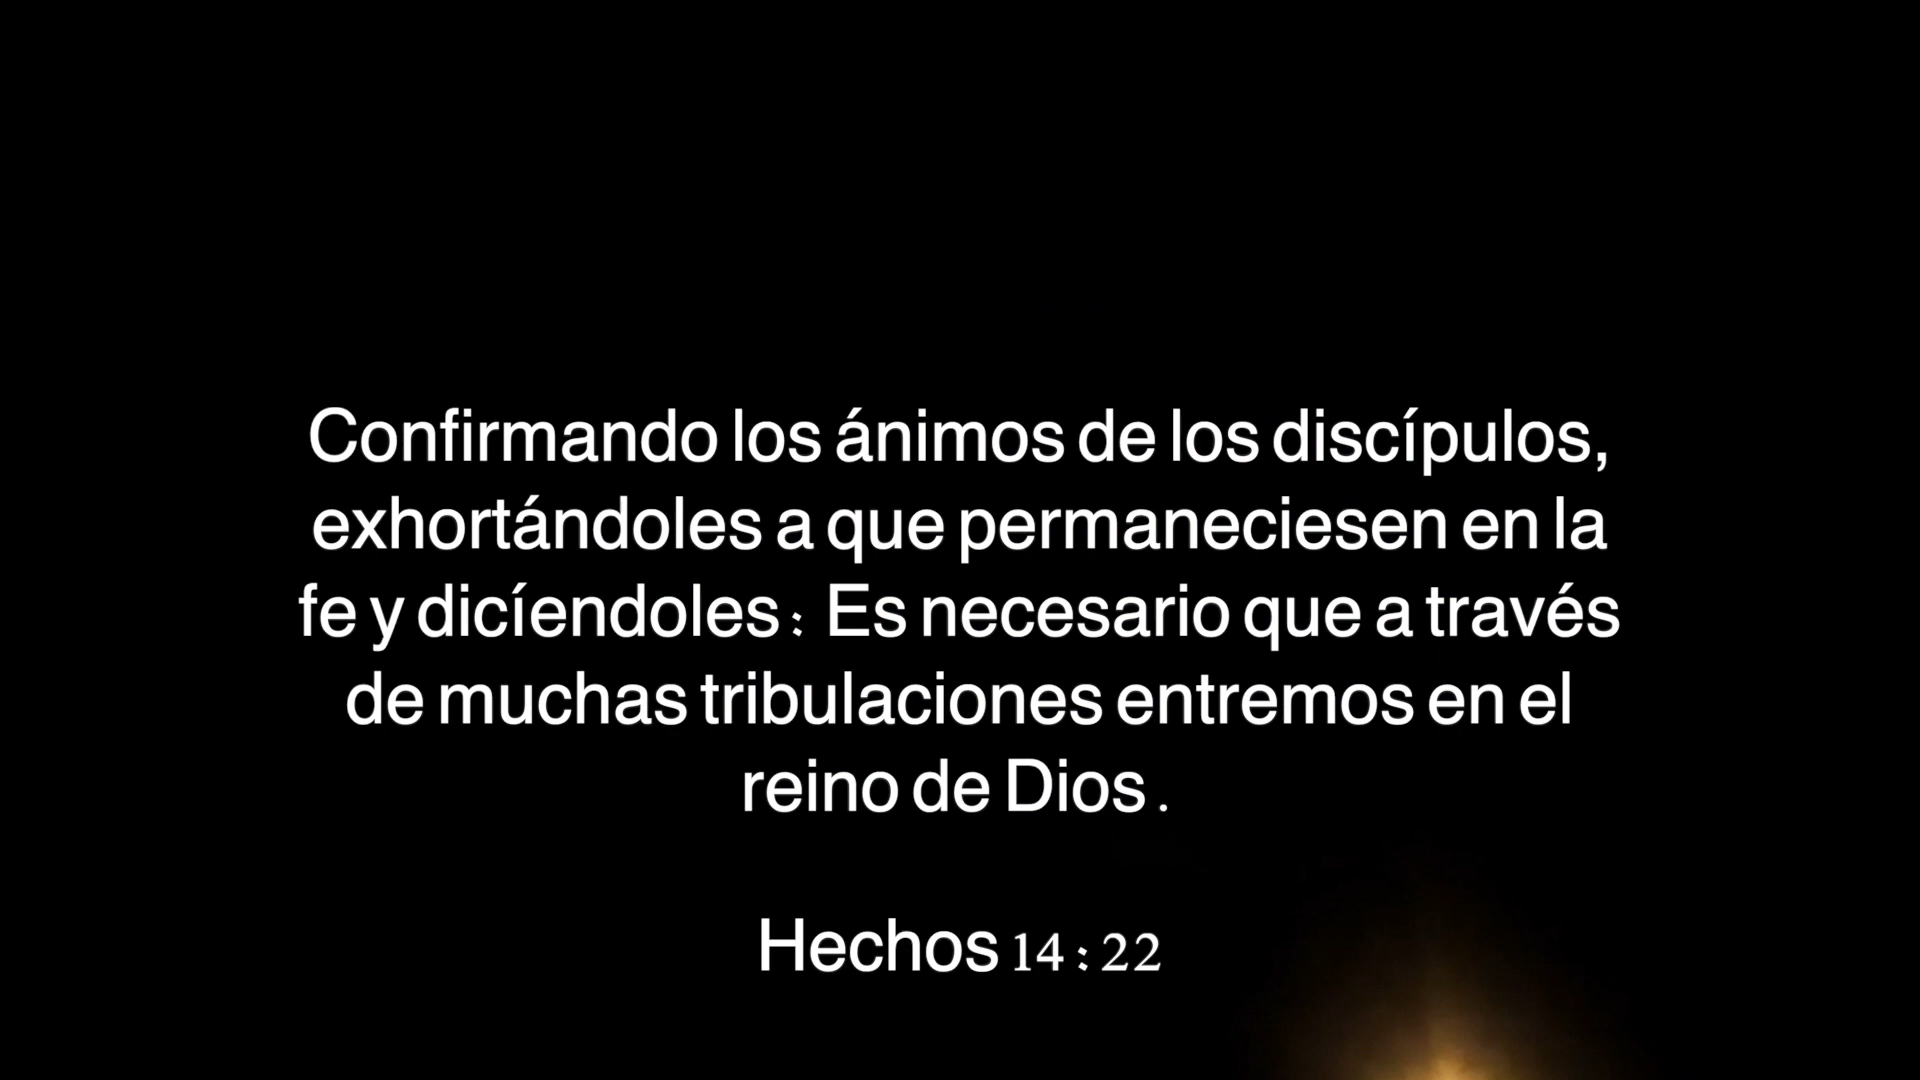 Confirmando los ánimos de los discípulos,
exhortándoles a que permaneciesen en la
fe y dicíendoles: Es necesario que a través
de muchas tribulaciones entremos en el
reino de Dios.
Hechos 14:22